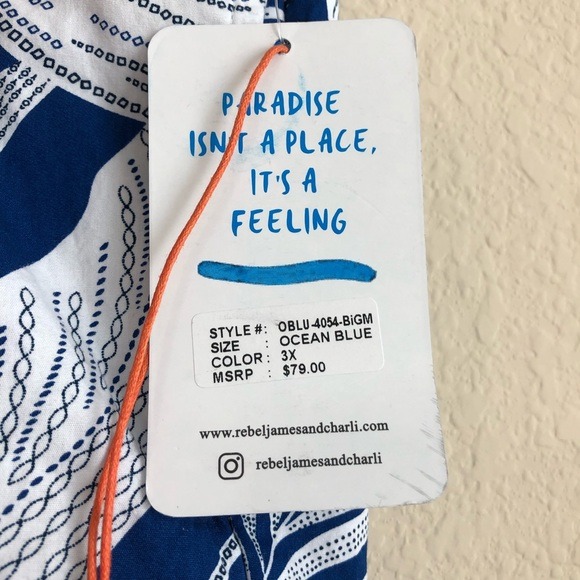 PARADISE
ISN'T A PLACE,
IT'S A
FEELING
STYLE #: OBLU-4054-BiGM
SIZE : OCEAN BLUE
COLOR : 3X
MSRP : $79.00
www.rebeljamesandcharli.com
rebeljamesandcharli